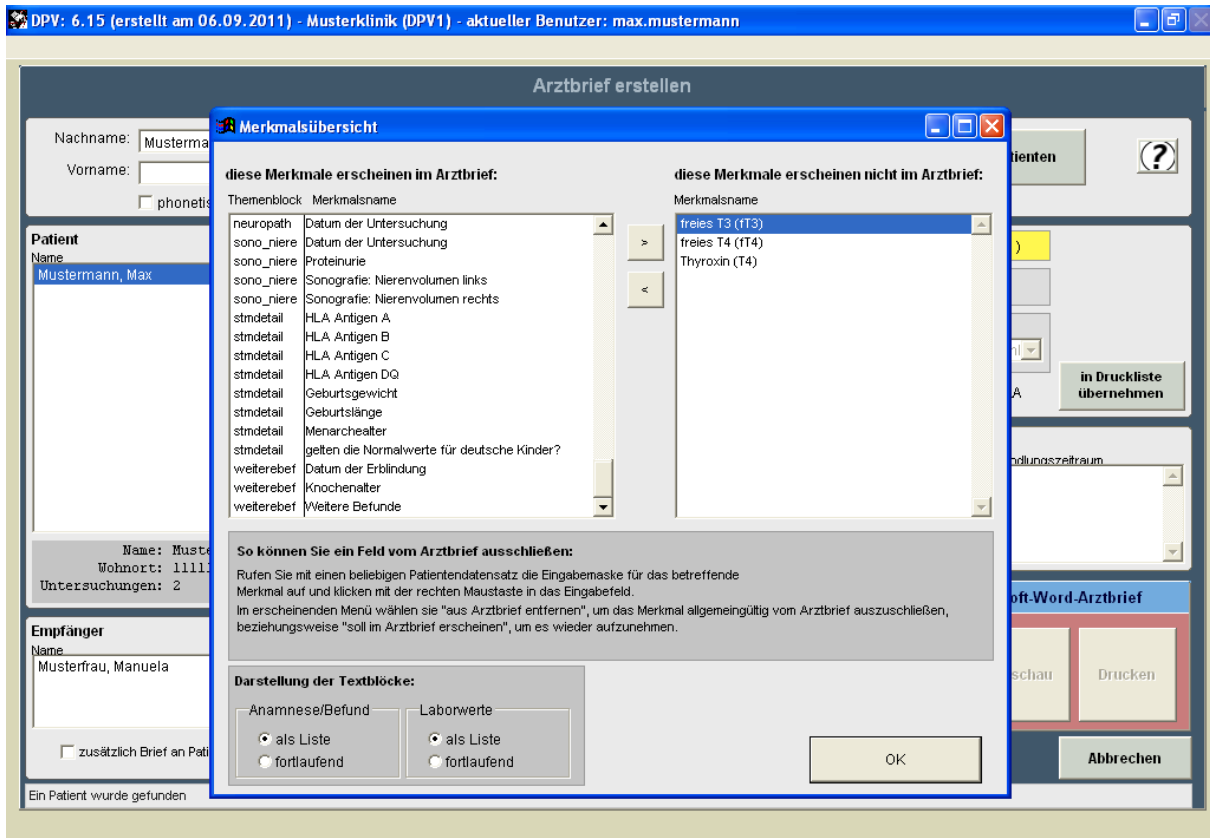 DPV: 6.15 (erstellt am 06.09.2011) - Musterklinik (DPV1) - aktueller Benutzer: max.mustermann
Arztbrief erstellen
Nachname: Musterma
Vorname:
phonetis
Patient
Name
Mustermann, Max
Name: Muste
Wohnort: 1111
Untersuchungen: 2
Empfänger
Name
Musterfrau, Manuela
zusätzlich Brief an Pati
Ein Patient wurde gefunden
Merkmalsübersicht
diese Merkmale erscheinen im Arztbrief:
Themenblock Merkmalsname
neuropath Datum der Untersuchung
sono_niere Datum der Untersuchung
sono_niere Proteinurie
sono_niere Sonografie: Nierenvolumen links
sono_niere Sonografie: Nierenvolumen rechts
stmdetail HLA Antigen A
stmdetail HLA Antigen B
stmdetail HLA Antigen C
stmdetail HLA Antigen DQ
stmdetail Geburtsgewicht
stmdetail Geburtslänge
stmdetail Menarchealter
stmdetail gelten die Normalwerte für deutsche Kinder?
weiterebef Datum der Erblindung
weiterebef Knochenalter
weiterebef Weitere Befunde
>
<
diese Merkmale erscheinen nicht im Arztbrief:
Merkmalsname
freies T3 (fT3)
freies T4 (fT4)
Thyroxin (T4)
So können Sie ein Feld vom Arztbrief ausschließen:
Rufen Sie mit einen beliebigen Patientendatensatz die Eingabemaske für das betreffende
Merkmal auf und klicken mit der rechten Maustaste in das Eingabefeld.
Im erscheinenden Menü wählen sie "aus Arztbrief entfernen", um das Merkmal allgemeingültig vom Arztbrief auszuschließen,
beziehungsweise "soll im Arztbrief erscheinen", um es wieder aufzunehmen.
Darstellung der Textblöcke:
Anamnese/Befund
als Liste
fortlaufend
Laborwerte
als Liste
fortlaufend
OK
tienten
?
)
A
in Druckliste
übernehmen
ndlungszeitraum
oft-Word-Arztbrief
schau
Drucken
Abbrechen